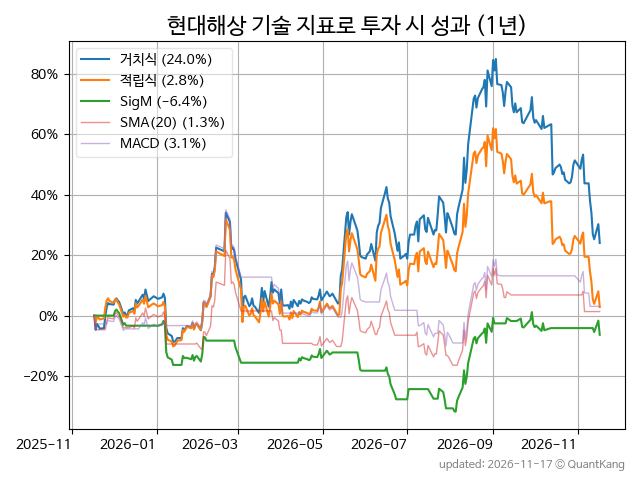 현대해상 기술 지표로 투자 시 성과 (1년)
거치식 (24.0%)
적립식 (2.8%)
SigM (−6.4%)
SMA(20) (1.3%)
MACD (3.1%)
80%
60%
40%
20%
0%
−20%
2025-11 2026-01 2026-03 2026-05 2026-07 2026-09 2026-11
updated: 2026-11-17 © QuantKang